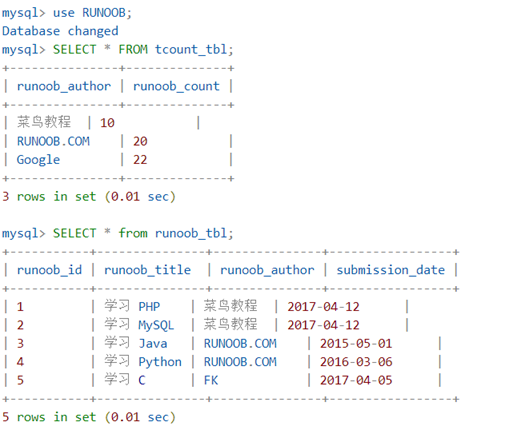 mysql> use RUNOOB;
Database changed
mysql> SELECT * FROM tcount_tbl;
+---------------+--------------+
| runoob_author | runoob_count |
+---------------+--------------+
| 菜鸟教程  | 10           |
| RUNOOB.COM    | 20           |
| Google        | 22           |
+---------------+--------------+
3 rows in set (0.01 sec)

mysql> SELECT * from runoob_tbl;
+-----------+---------------+---------------+-----------------+
| runoob_id | runoob_title  | runoob_author | submission_date |
+-----------+---------------+---------------+-----------------+
| 1         | 学习 PHP    | 菜鸟教程  | 2017-04-12      |
| 2         | 学习 MySQL  | 菜鸟教程  | 2017-04-12      |
| 3         | 学习 Java   | RUNOOB.COM    | 2015-05-01      |
| 4         | 学习 Python | RUNOOB.COM    | 2016-03-06      |
| 5         | 学习 C      | FK            | 2017-04-05      |
+-----------+---------------+---------------+-----------------+
5 rows in set (0.01 sec)